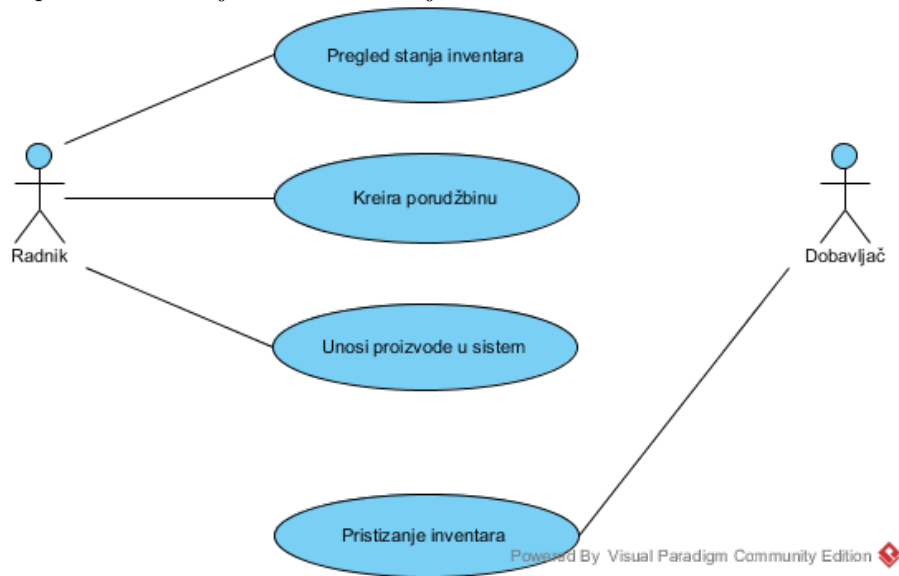 Pregled stanja inventara
Kreira porudžbinu
Radnik
Dobavljač
Unosi proizvode u sistem
Pristizanje inventara
Powered By Visual Paradigm Community Edition